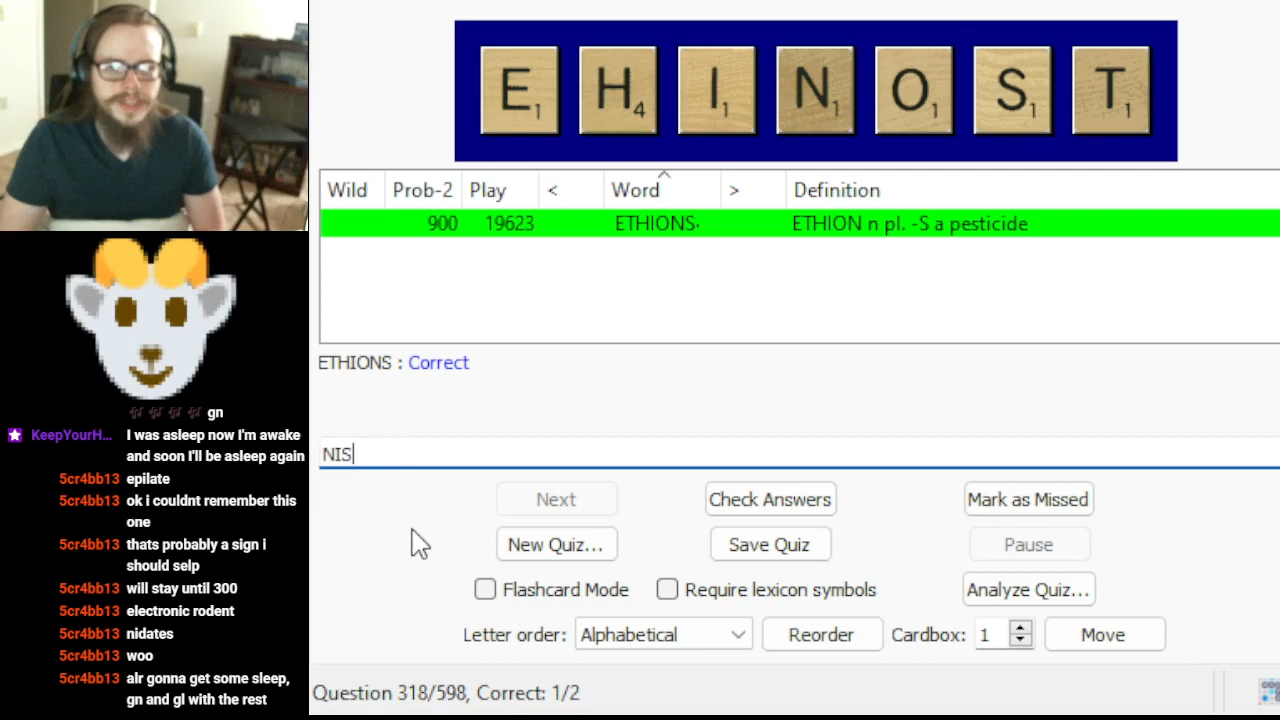 E1 H4 I1 N1 O1 S1 T1
Wild Prob-2 Play < Word > Definition
900 19623 ETHIONS· ETHION n pl. -S a pesticide
ETHIONS : Correct
NIS
Next Check Answers Mark as Missed
New Quiz... Save Quiz Pause
Flashcard Mode Require lexicon symbols Analyze Quiz...
Letter order: Alphabetical Reorder Cardbox: 1 Move
Question 318/598, Correct: 1/2
gn
KeepYourH... I was asleep now I'm awake
and soon I'll be asleep again
5cr4bb13 epilate
5cr4bb13 ok i couldnt remember this
one
5cr4bb13 thats probably a sign i
should selp
5cr4bb13 will stay until 300
5cr4bb13 electronic rodent
5cr4bb13 nidates
5cr4bb13 woo
5cr4bb13 alr gonna get some sleep,
gn and gl with the rest